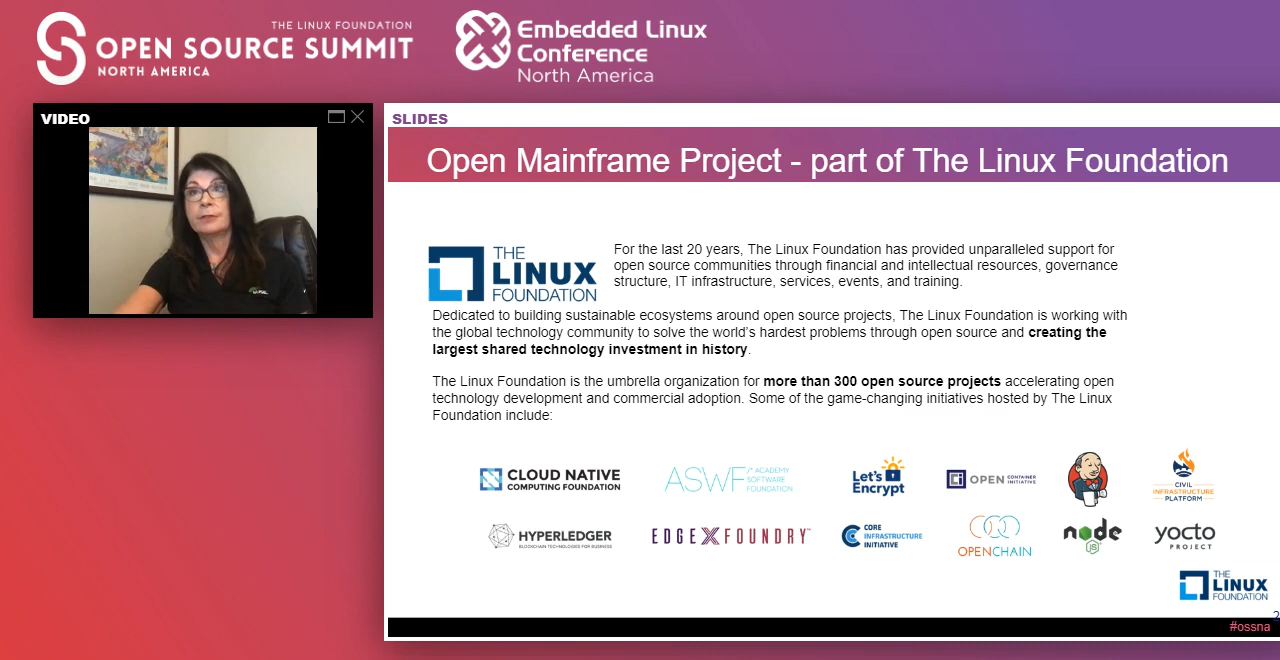 THE LINUX FOUNDATION
OPEN SOURCE SUMMIT
NORTH AMERICA
Embedded Linux
Conference
North America
VIDEO
SLIDES
Open Mainframe Project - part of The Linux Foundation
THE
LINUX
FOUNDATION
For the last 20 years, The Linux Foundation has provided unparalleled support for
open source communities through financial and intellectual resources, governance
structure, IT infrastructure, services, events, and training.
Dedicated to building sustainable ecosystems around open source projects, The Linux Foundation is working with
the global technology community to solve the world's hardest problems through open source and creating the
largest shared technology investment in history.
The Linux Foundation is the umbrella organization for more than 300 open source projects accelerating open
technology development and commercial adoption. Some of the game-changing initiatives hosted by The Linux
Foundation include:
CLOUD NATIVE
COMPUTING FOUNDATION
ASWF
/* ACADEMY
SOFTWARE
FOUNDATION
Let's
Encrypt
OPEN CONTAINER
INITIATIVE
CIVIL
INFRASTRUCTURE
PLATFORM
HYPERLEDGER
BLOCKCHAIN TECHNOLOGIES FOR BUSINESS
EDGE X FOUNDRY™
CORE
INFRASTRUCTURE
INITIATIVE
OPENCHAIN
node
JS
yocto
PROJECT
THE
LINUX
FOUNDATION
2
#ossna